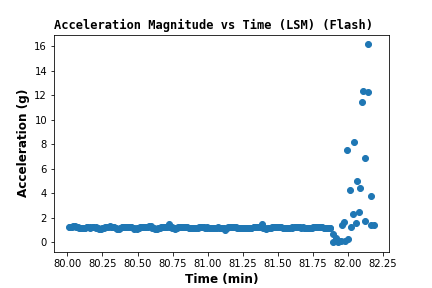 Acceleration Magnitude vs Time (LSM) (Flash)
Acceleration (g)
16
14
12
10
8
6
4
2
0
80.00 80.25 80.50 80.75 81.00 81.25 81.50 81.75 82.00 82.25
Time (min)